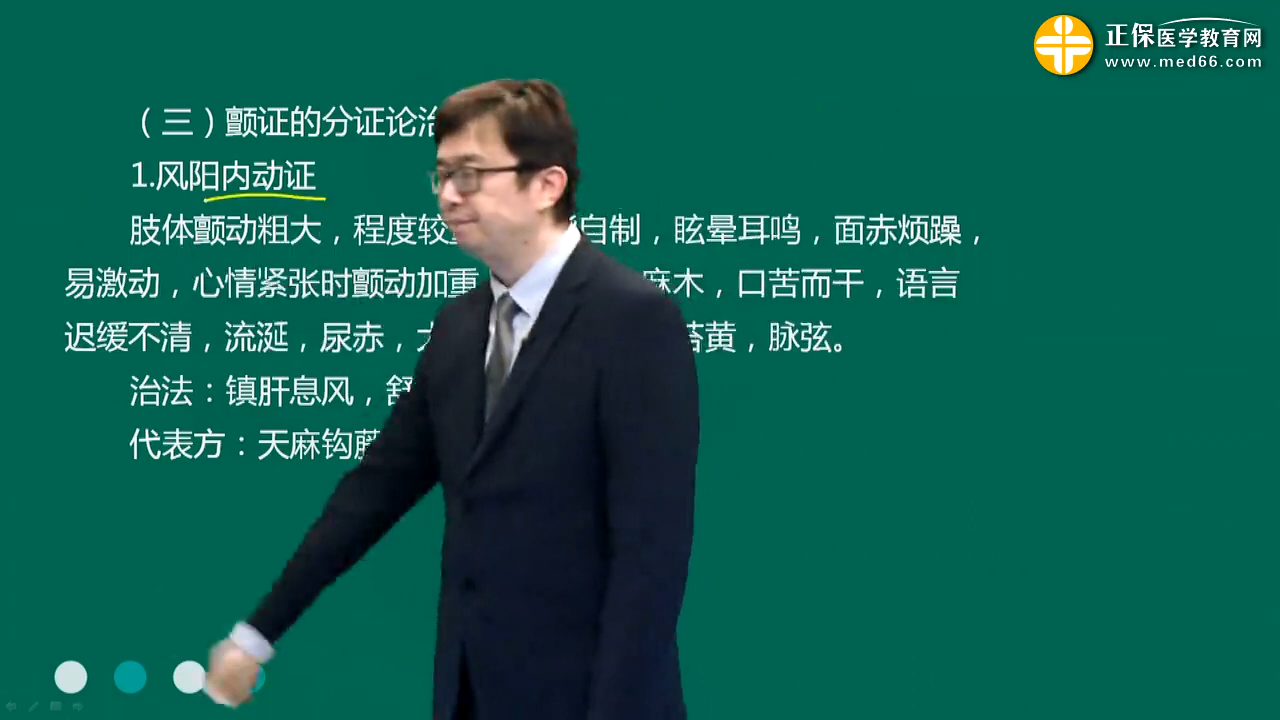 正保医学教育网
www.med66.com
（三）颤证的分证论治
1.风阳内动证
肢体颤动粗大，程度较 自制，眩晕耳鸣，面赤烦躁，
易激动，心情紧张时颤动加重 麻木，口苦而干，语言
迟缓不清，流涎，尿赤， 苔黄，脉弦。
治法：镇肝息风，舒
代表方：天麻钩藤